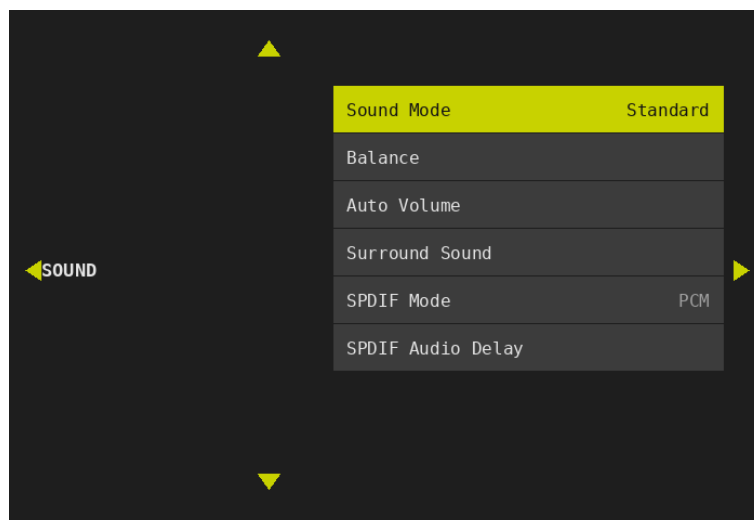 SOUND
Sound Mode Standard
Balance
Auto Volume
Surround Sound
SPDIF Mode PCM
SPDIF Audio Delay